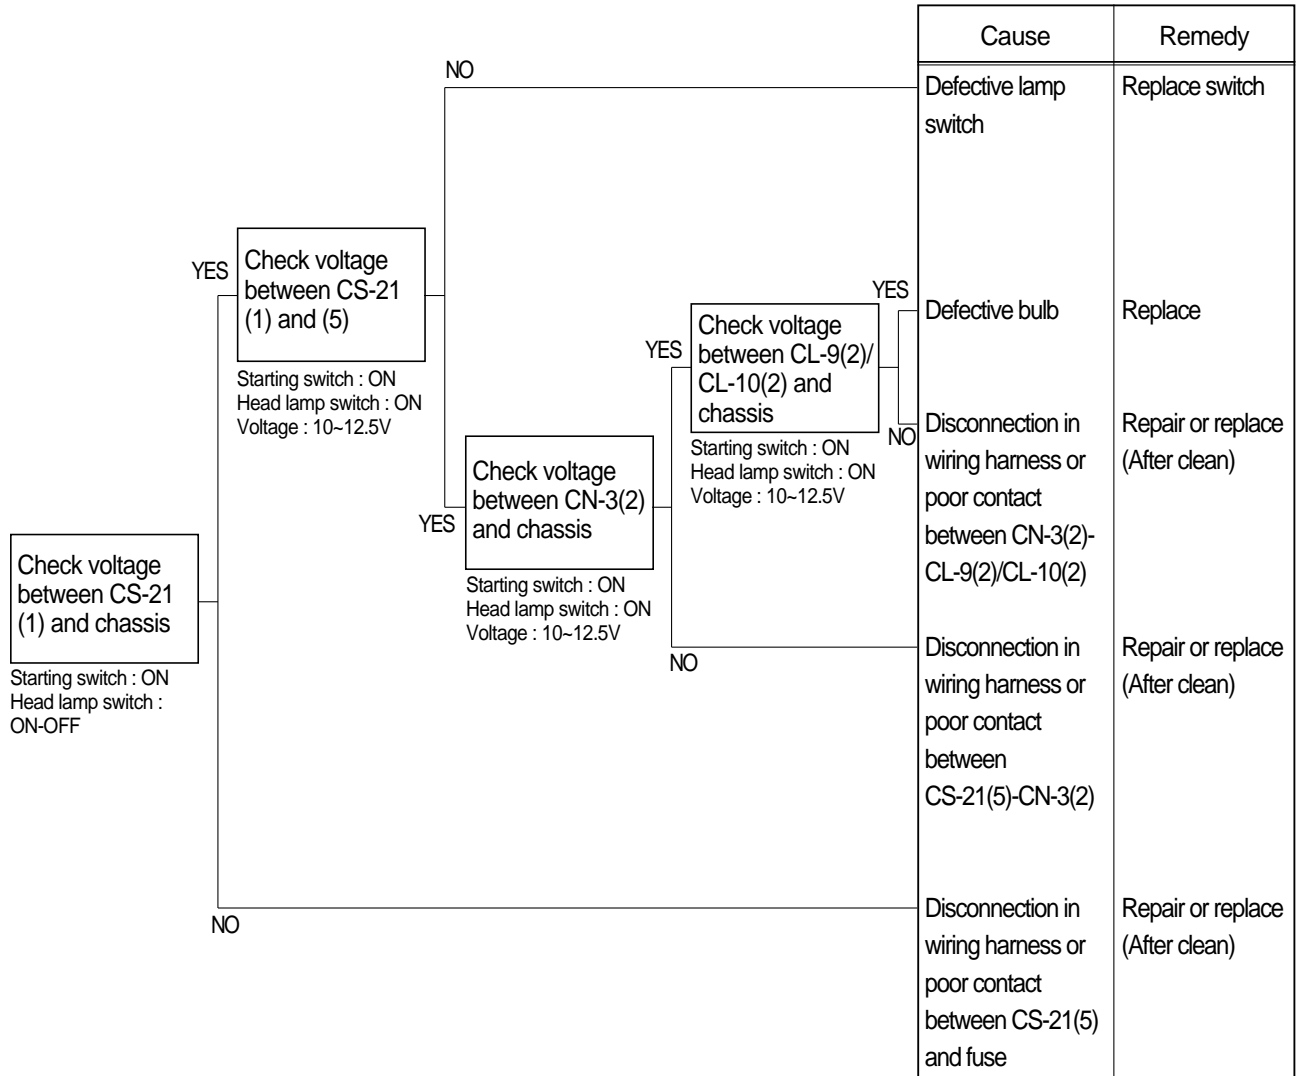 Cause
Remedy
NO
Defective lamp
switch
Replace switch
YES
Check voltage
between CS-21
(1) and (5)
Starting switch : ON
Head lamp switch : ON
Voltage : 10~12.5V
YES
Defective bulb
Replace
YES
Check voltage
between CL-9(2)/
CL-10(2) and
chassis
Starting switch : ON
Head lamp switch : ON
Voltage : 10~12.5V
NO
Disconnection in
wiring harness or
poor contact
between CN-3(2)-
CL-9(2)/CL-10(2)
Repair or replace
(After clean)
YES
Check voltage
between CN-3(2)
and chassis
Starting switch : ON
Head lamp switch : ON
Voltage : 10~12.5V
Check voltage
between CS-21
(1) and chassis
Starting switch : ON
Head lamp switch :
ON-OFF
NO
Disconnection in
wiring harness or
poor contact
between
CS-21(5)-CN-3(2)
Repair or replace
(After clean)
NO
Disconnection in
wiring harness or
poor contact
between CS-21(5)
and fuse
Repair or replace
(After clean)